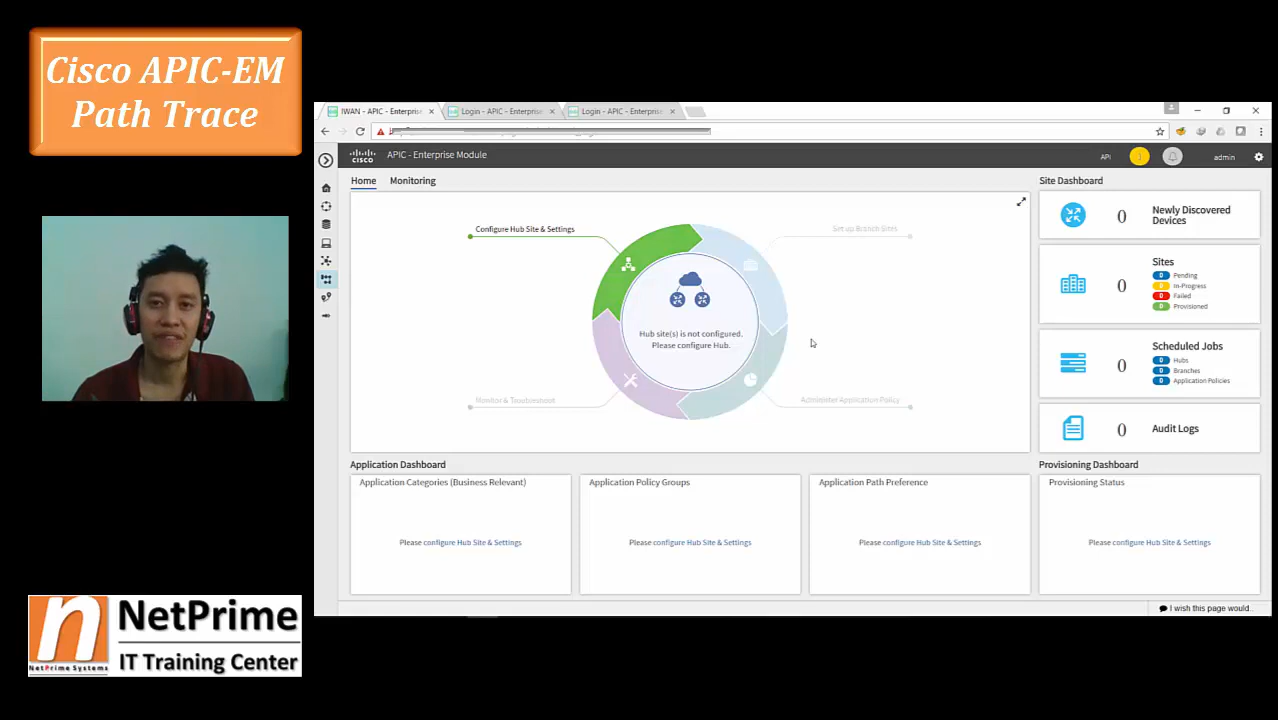 Cisco APIC-EM
Path Trace
IWAN - APIC - Enterprise
Login - APIC - Enterprise
Login - APIC - Enterprise
CISCO
APIC - Enterprise Module
API
admin
Home
Monitoring
Site Dashboard
Configure Hub Site & Settings
Set up Branch Sites
Hub site(s) is not configured.
Please configure Hub.
Monitor & Troubleshoot
Administer Application Policy
0
Newly Discovered
Devices
0
Sites
0 Pending
0 In-Progress
0 Failed
0 Provisioned
0
Scheduled Jobs
0 Hubs
0 Branches
0 Application Policies
0
Audit Logs
Application Dashboard
Provisioning Dashboard
Application Categories (Business Relevant)
Please configure Hub Site & Settings
Application Policy Groups
Please configure Hub Site & Settings
Application Path Preference
Please configure Hub Site & Settings
Provisioning Status
Please configure Hub Site & Settings
I wish this page would..
n
NetPrime Systems
NetPrime
IT Training Center